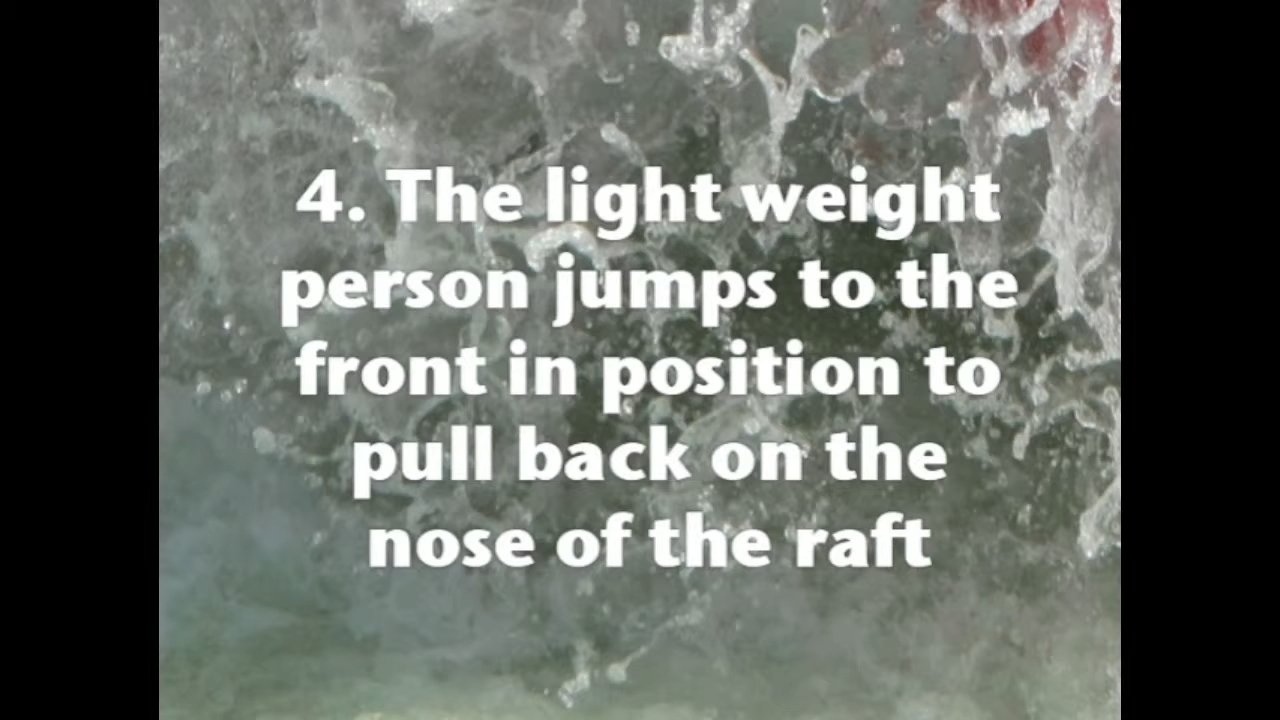 4. The light weight
person jumps to the
front in position to
pull back on the
nose of the raft